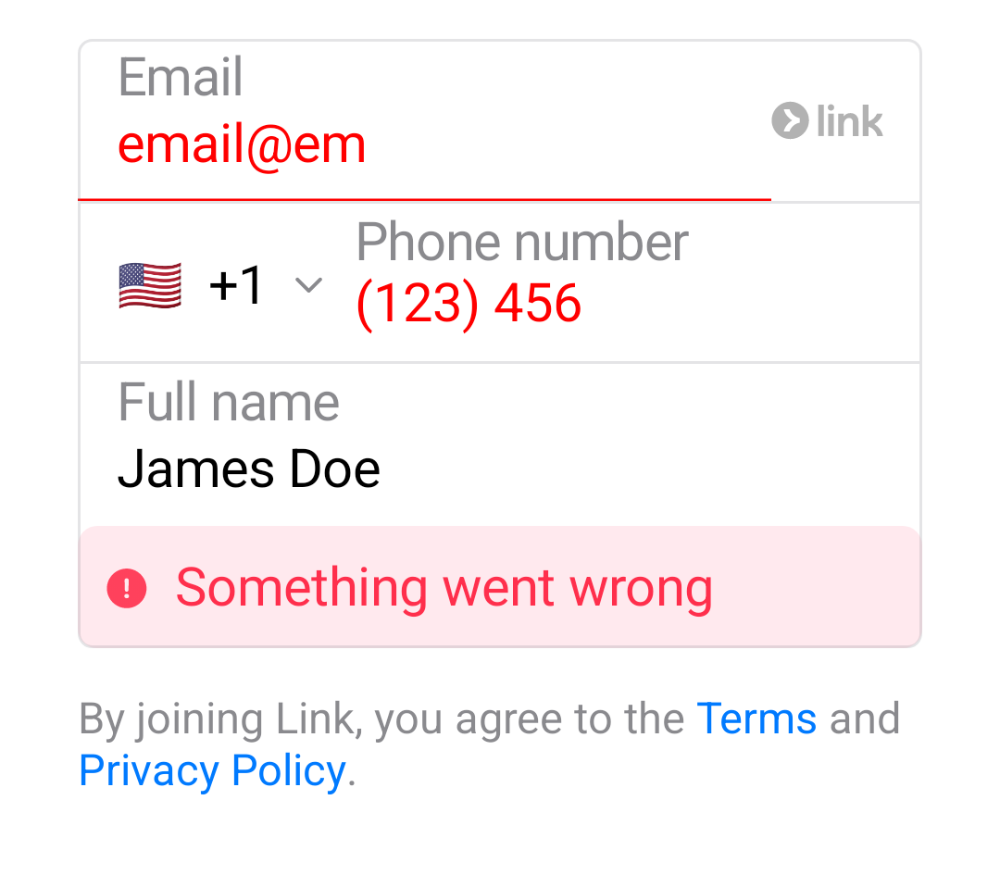 Email
email@em
link
+1
Phone number
(123) 456
Full name
James Doe
Something went wrong
By joining Link, you agree to the Terms and
Privacy Policy.